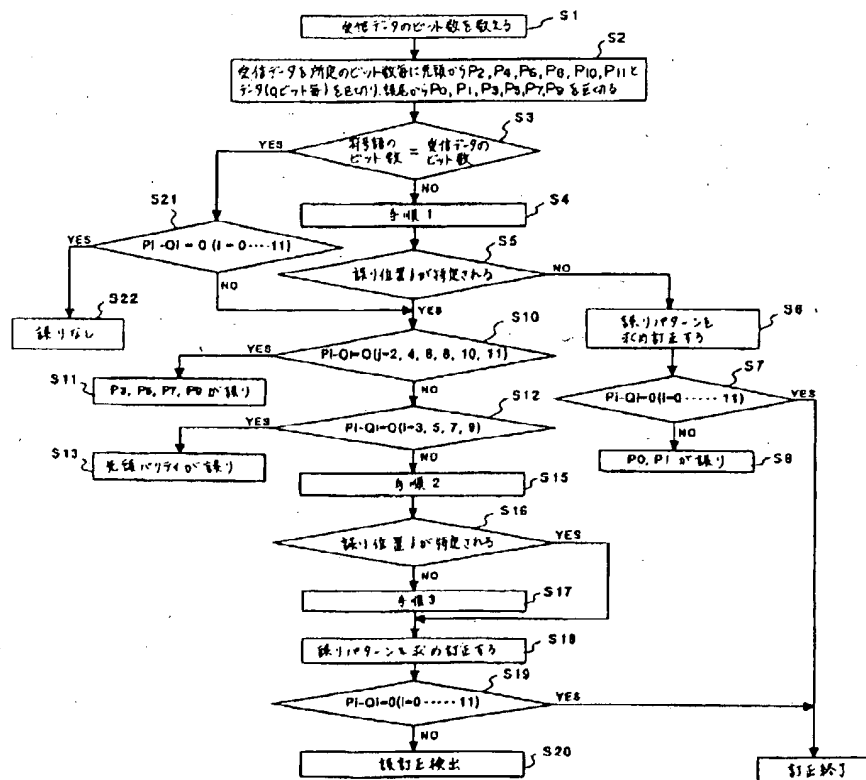 S1
受信データのビット数を数える
S2
受信データを所定のビット数毎に先頭からP2, P4, P6, P8, P10, P11と
データ(Qビット毎)を区切り, 最尾からP0, P1, P3, P5, P7, P9を区切る
S3
符号語の
ビット数
=
受信データの
ビット数
YES
NO
S4
手順1
S21
Pi-Qi=0 (i=0····11)
YES
NO
S5
誤り位置jが特定される
NO
YES
S22
誤りなし
S6
誤りパターンを
求め訂正する
S10
Pi-Qi=0(j=2, 4, 6, 8, 10, 11)
YES
NO
S11
P3, P5, P7, P9が誤り
S7
Pi-Qi=0(i=0·····11)
YES
NO
S8
P0, P1が誤り
S12
Pi-Qi=0(i=3, 5, 7, 9)
YES
NO
S13
先頭パリティが誤り
S15
手順2
S16
誤り位置jが特定される
YES
NO
S17
手順3
S18
誤りパターンを求め訂正する
S19
Pi-Qi=0(i=0·····11)
YES
NO
S20
誤訂正検出
訂正終了